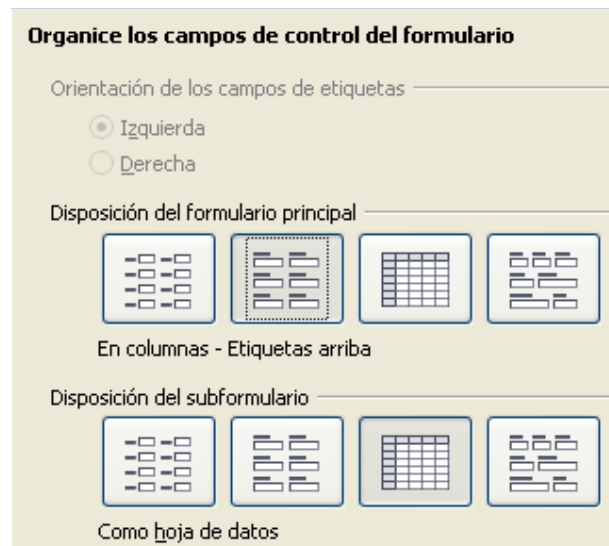 Organice los campos de control del formulario
Orientación de los campos de etiquetas
Izquierda
Derecha
Disposición del formulario principal
En columnas - Etiquetas arriba
Disposición del subformulario
Como hoja de datos